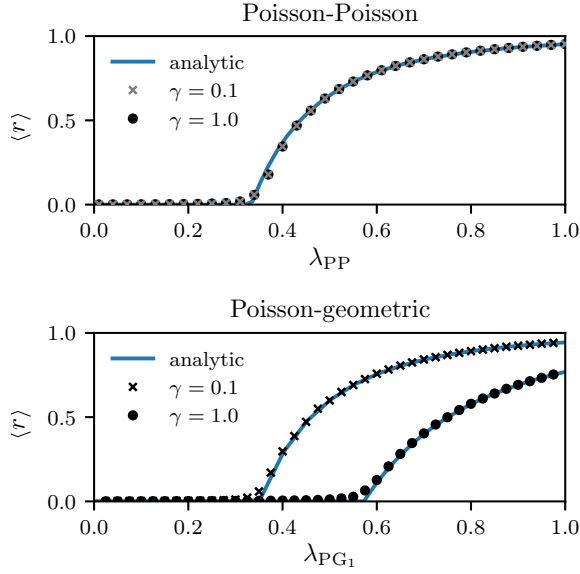 Poisson-Poisson
1.0
0.5
0.0
⟨r⟩
analytic
γ = 0.1
γ = 1.0
0.0 0.2 0.4 0.6 0.8 1.0
λPP
Poisson-geometric
1.0
0.5
0.0
⟨r⟩
analytic
γ = 0.1
γ = 1.0
0.0 0.2 0.4 0.6 0.8 1.0
λPG₁